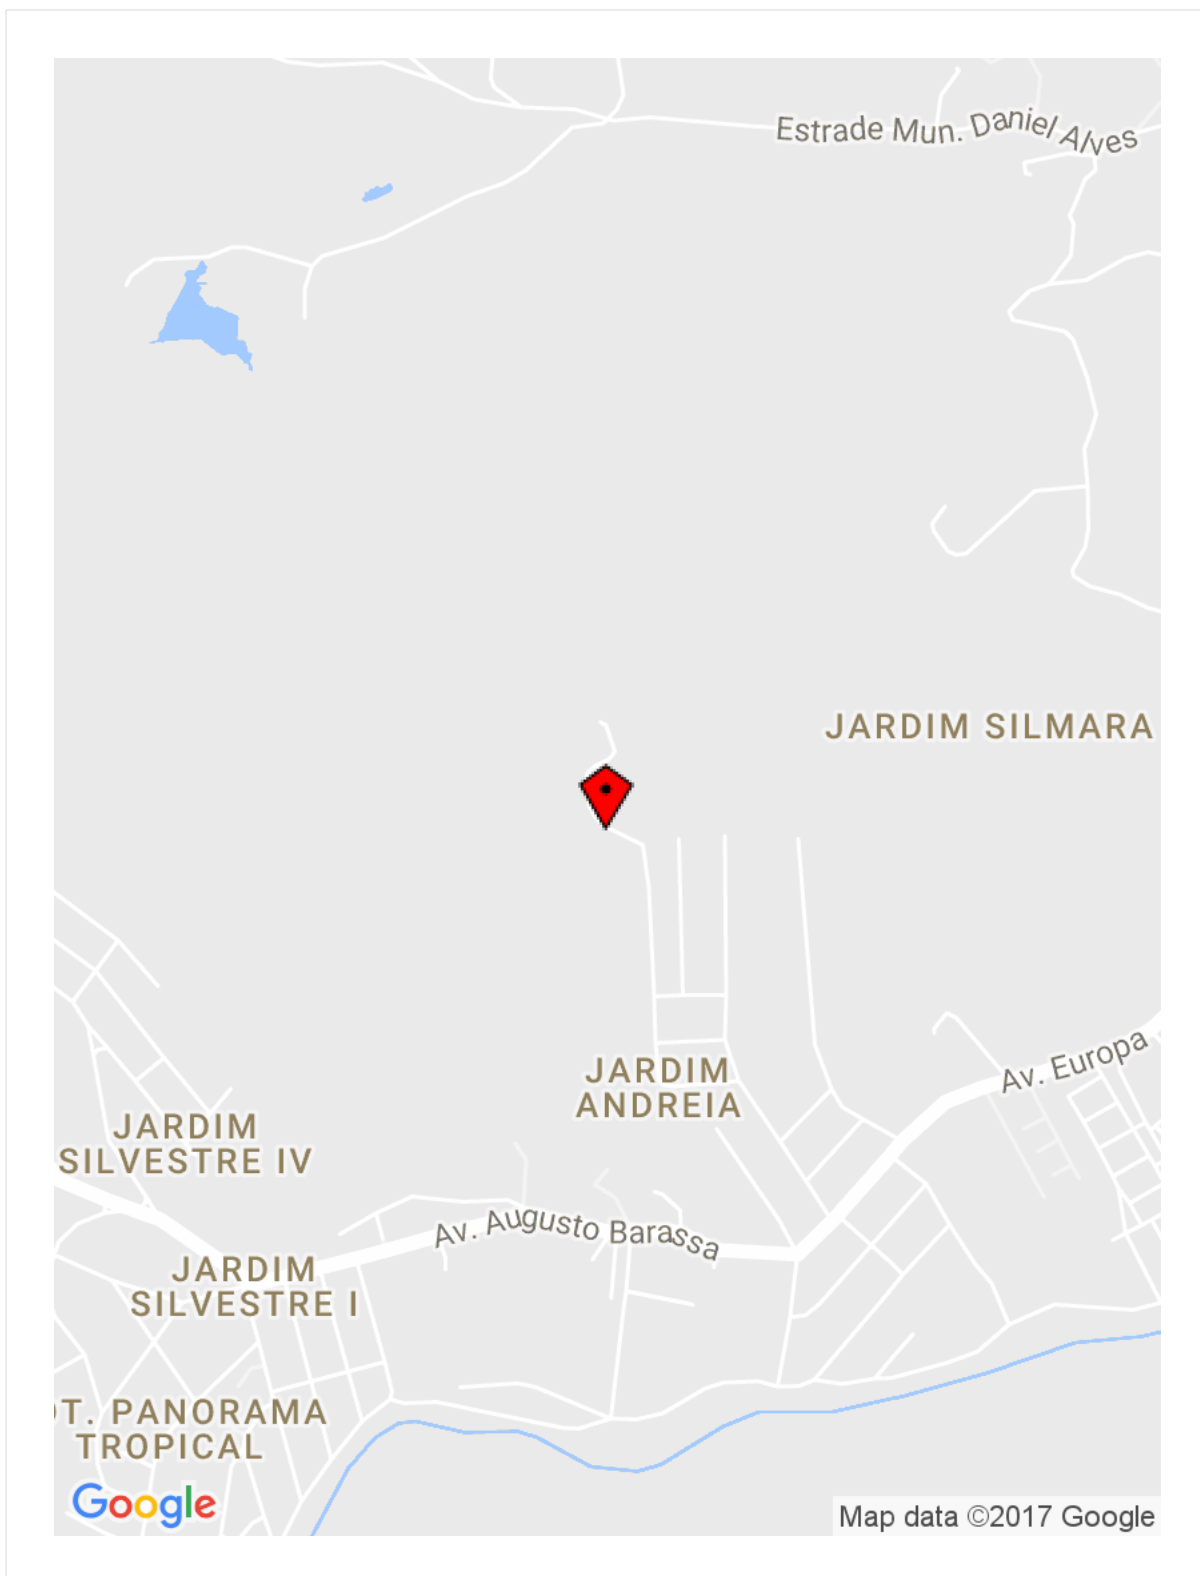 Estrade Mun. Daniel Alves
JARDIM SILMARA
Av. Europa
JARDIM
ANDREIA
JARDIM
SILVESTRE IV
Av. Augusto Barassa
JARDIM
SILVESTRE I
T. PANORAMA
TROPICAL
Google
Map data ©2017 Google